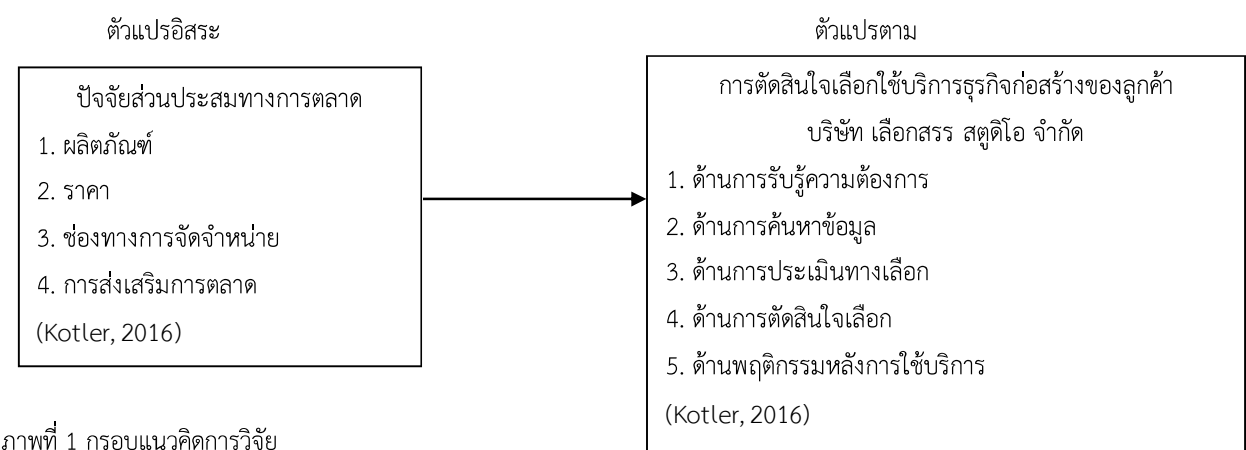 ตัวแปรอิสระ
ปัจจัยส่วนประสมทางการตลาด
1. ผลิตภัณฑ์
2. ราคา
3. ช่องทางการจัดจำหน่าย
4. การส่งเสริมการตลาด
(Kotler, 2016)
ตัวแปรตาม
การตัดสินใจเลือกใช้บริการธุรกิจก่อสร้างของลูกค้า
บริษัท เลือกสรร สตูดิโอ จำกัด
1. ด้านการรับรู้ความต้องการ
2. ด้านการค้นหาข้อมูล
3. ด้านการประเมินทางเลือก
4. ด้านการตัดสินใจเลือก
5. ด้านพฤติกรรมหลังการใช้บริการ
(Kotler, 2016)
ภาพที่ 1 กรอบแนวคิดการวิจัย